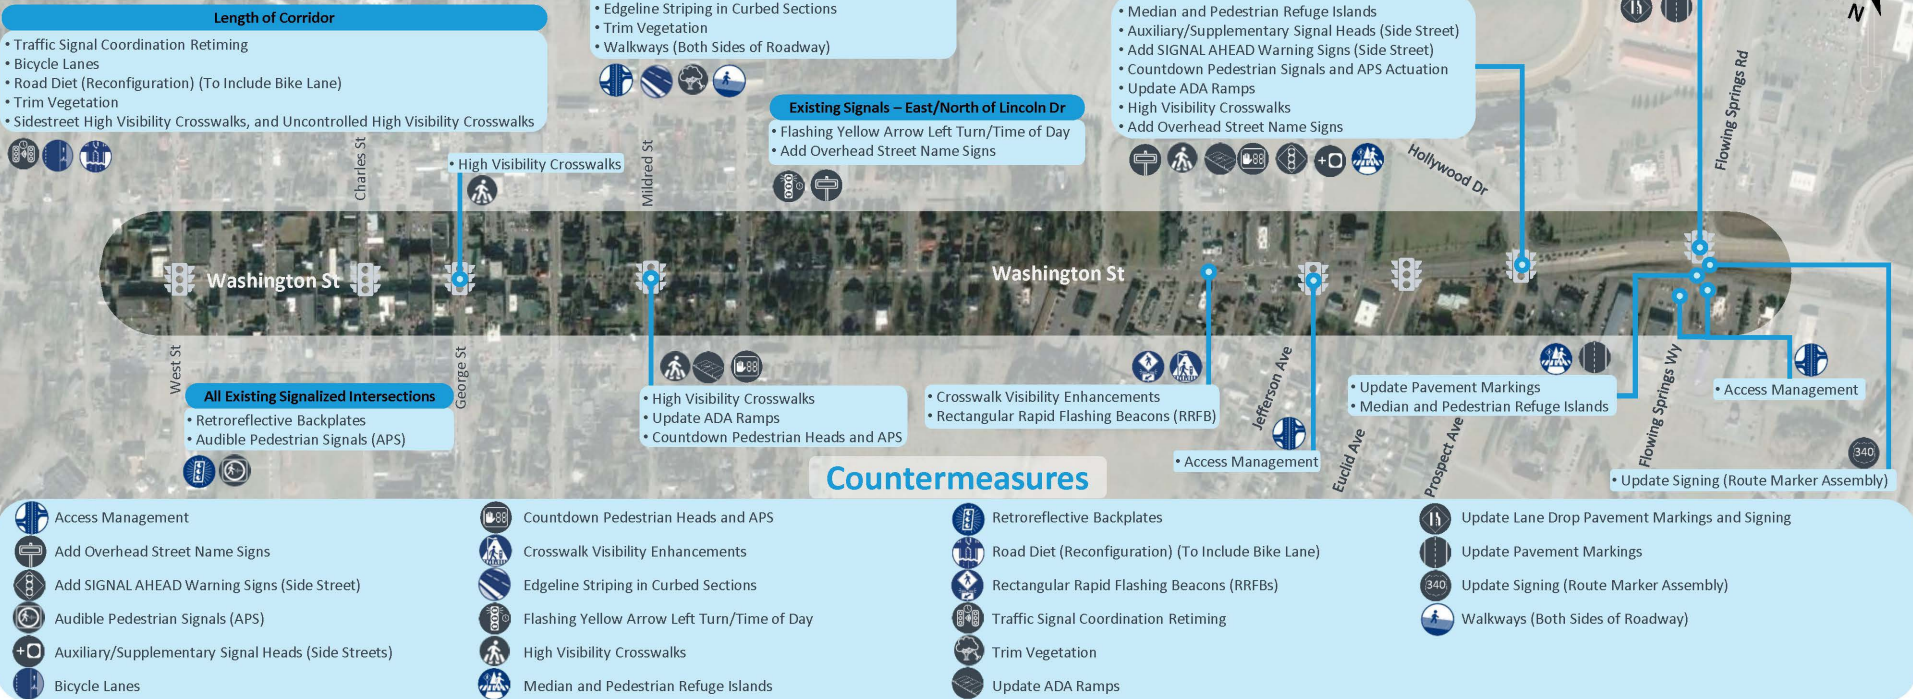 Length of Corridor
• Traffic Signal Coordination Retiming
• Bicycle Lanes
• Road Diet (Reconfiguration) (To Include Bike Lane)
• Trim Vegetation
• Sidestreet High Visibility Crosswalks, and Uncontrolled High Visibility Crosswalks
• Edgeline Striping in Curbed Sections
• Trim Vegetation
• Walkways (Both Sides of Roadway)
Existing Signals – East/North of Lincoln Dr
• Flashing Yellow Arrow Left Turn/Time of Day
• Add Overhead Street Name Signs
• Median and Pedestrian Refuge Islands
• Auxiliary/Supplementary Signal Heads (Side Street)
• Add SIGNAL AHEAD Warning Signs (Side Street)
• Countdown Pedestrian Signals and APS Actuation
• Update ADA Ramps
• High Visibility Crosswalks
• Add Overhead Street Name Signs
N
Charles St
• High Visibility Crosswalks
Mildred St
Hollywood Dr
Flowing Springs Rd
Washington St
Washington St
West St
George St
All Existing Signalized Intersections
• Retroreflective Backplates
• Audible Pedestrian Signals (APS)
• High Visibility Crosswalks
• Update ADA Ramps
• Countdown Pedestrian Heads and APS
• Crosswalk Visibility Enhancements
• Rectangular Rapid Flashing Beacons (RRFB)
Jefferson Ave
• Access Management
Euclid Ave
Prospect Ave
• Update Pavement Markings
• Median and Pedestrian Refuge Islands
Flowing Springs Wy
• Access Management
340
• Update Signing (Route Marker Assembly)
Countermeasures
Access Management
Add Overhead Street Name Signs
Add SIGNAL AHEAD Warning Signs (Side Street)
Audible Pedestrian Signals (APS)
Auxiliary/Supplementary Signal Heads (Side Streets)
Bicycle Lanes
88 Countdown Pedestrian Heads and APS
Crosswalk Visibility Enhancements
Edgeline Striping in Curbed Sections
Flashing Yellow Arrow Left Turn/Time of Day
High Visibility Crosswalks
Median and Pedestrian Refuge Islands
Retroreflective Backplates
Road Diet (Reconfiguration) (To Include Bike Lane)
Rectangular Rapid Flashing Beacons (RRFBs)
Traffic Signal Coordination Retiming
Trim Vegetation
Update ADA Ramps
Update Lane Drop Pavement Markings and Signing
Update Pavement Markings
340 Update Signing (Route Marker Assembly)
Walkways (Both Sides of Roadway)